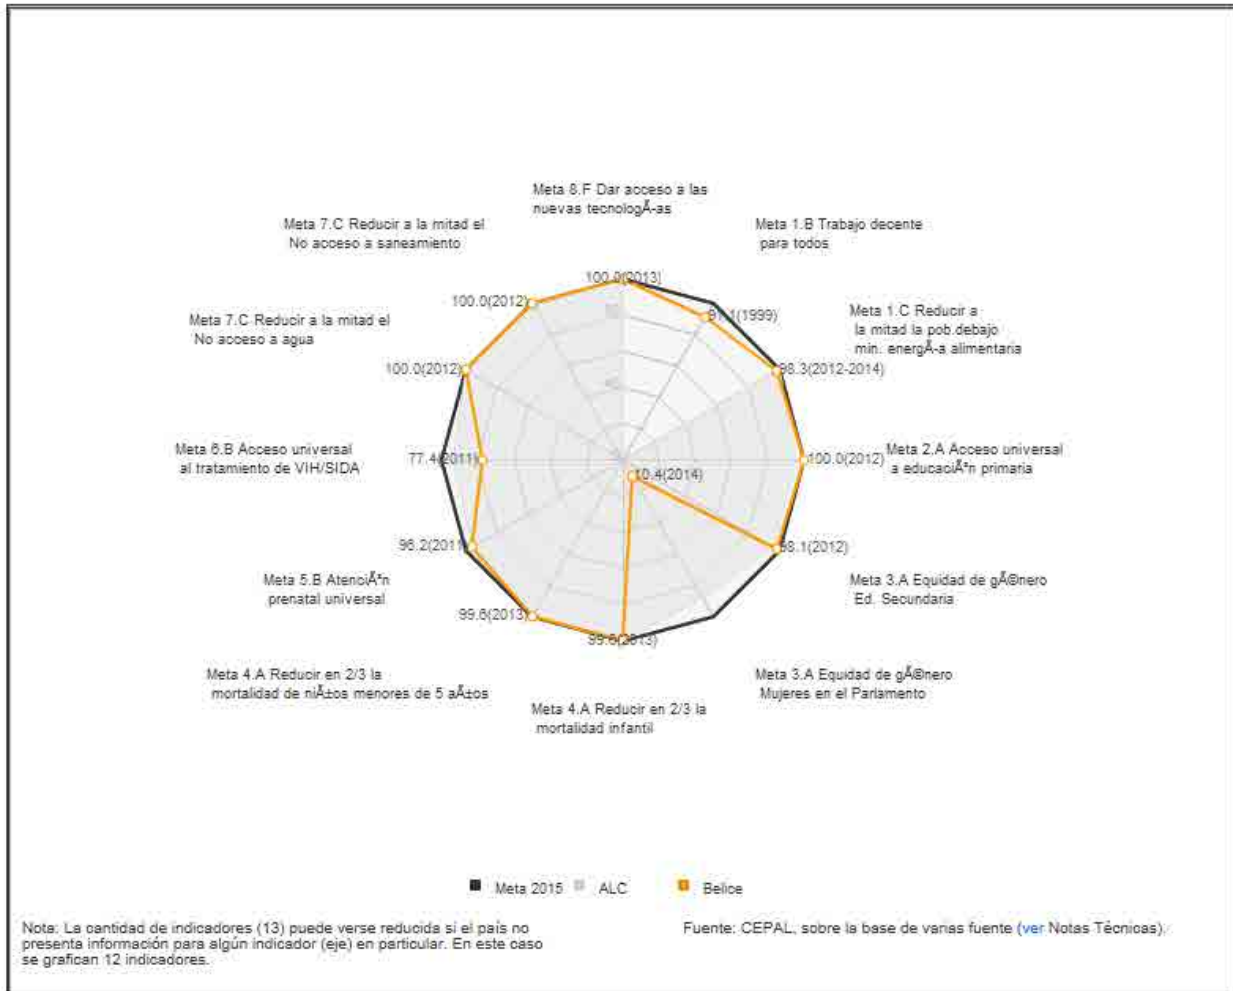 Meta 8.F Dar acceso a las
nuevas tecnologÃ-as
Meta 7.C Reducir a la mitad el
No acceso a saneamiento
Meta 1.B Trabajo decente
para todos
100.0(2013)
100.0(2012)
97.1(1999)
Meta 7.C Reducir a la mitad el
No acceso a agua
Meta 1.C Reducir a
la mitad la pob.debajo
min. energÃ-a alimentaria
100.0(2012)
98.3(2012-2014)
Meta 6.B Acceso universal
al tratamiento de VIH/SIDA
77.4(2011)
100.0(2012)
Meta 2.A Acceso universal
a educaciÃ³n primaria
10.4(2014)
96.2(2011
98.1(2012)
Meta 5.B AtenciÃ³n
prenatal universal
Meta 3.A Equidad de gÃ©nero
Ed. Secundaria
99.6(2013)
(2013)
Meta 4.A Reducir en 2/3 la
mortalidad de niÃ±os menores de 5 aÃ±os
Meta 3.A Equidad de gÃ©nero
Mujeres en el Parlamento
Meta 4.A Reducir en 2/3 la
mortalidad infantil
Meta 2015 ALC Belice
Nota: La cantidad de indicadores (13) puede verse reducida si el país no
presenta información para algún indicador (eje) en particular. En este caso
se grafican 12 indicadores.
Fuente: CEPAL, sobre la base de varias fuente (ver Notas Técnicas).